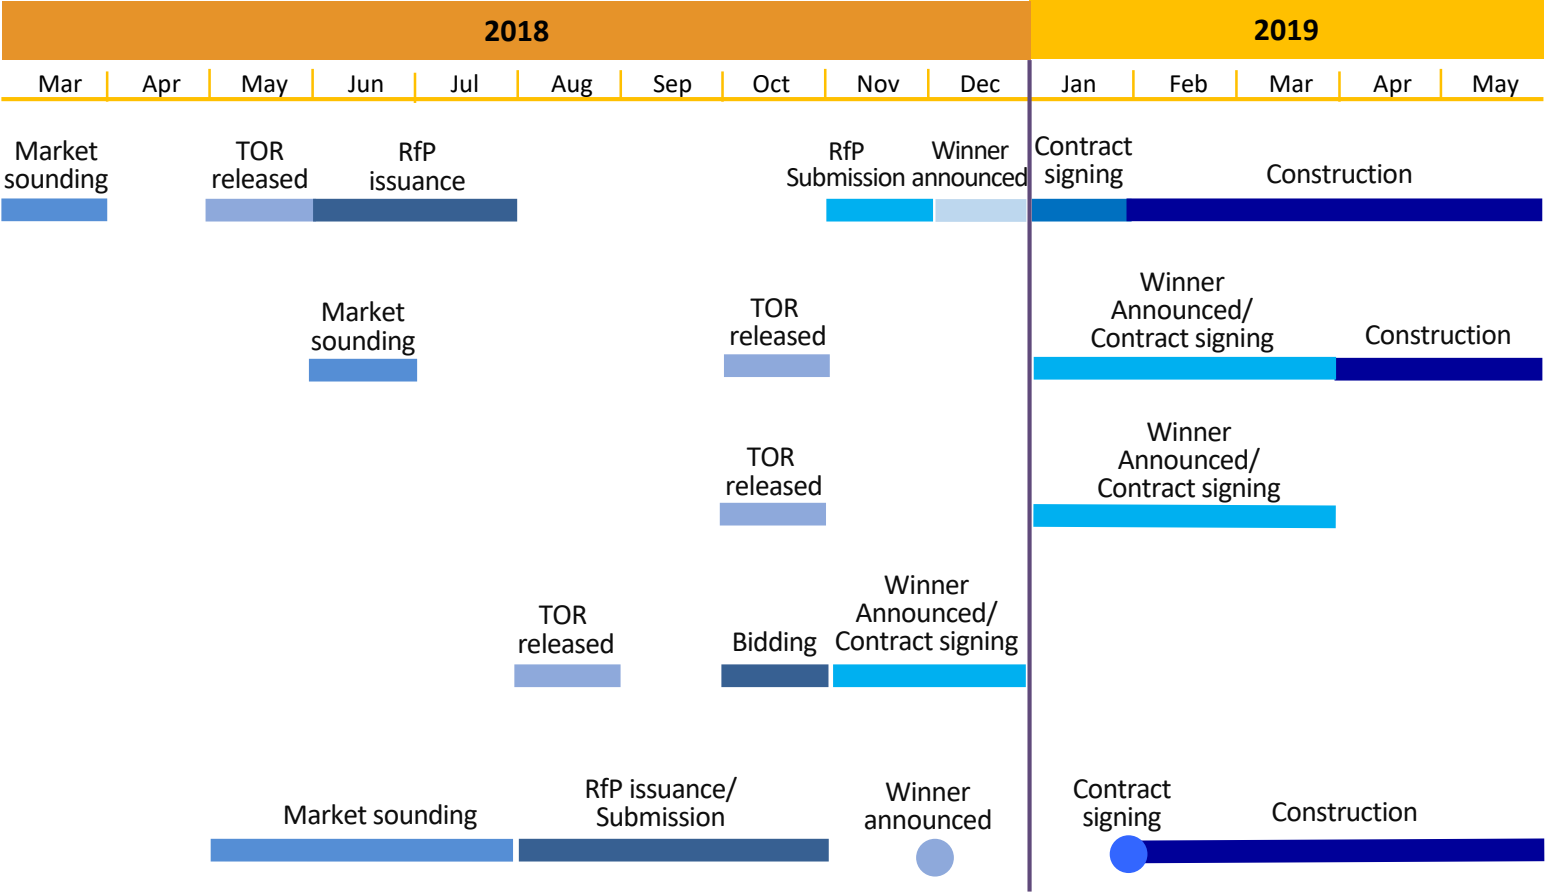 2018
2019
Mar
Apr
May
Jun
Jul
Aug
Sep
Oct
Nov
Dec
Jan
Feb
Mar
Apr
May
Market
sounding
TOR
released
RfP
issuance
RfP
Submission
Winner
announced
Contract
signing
Construction
Market
sounding
TOR
released
Winner
Announced/
Contract signing
Construction
TOR
released
Winner
Announced/
Contract signing
TOR
released
Bidding
Winner
Announced/
Contract signing
Market sounding
RfP issuance/
Submission
Winner
announced
Contract
signing
Construction